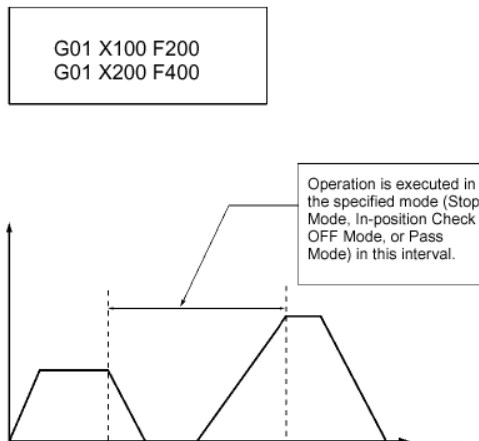 G01 X100 F200
G01 X200 F400
Operation is executed in
the specified mode (Stop
Mode, In-position Check
OFF Mode, or Pass
Mode) in this interval.